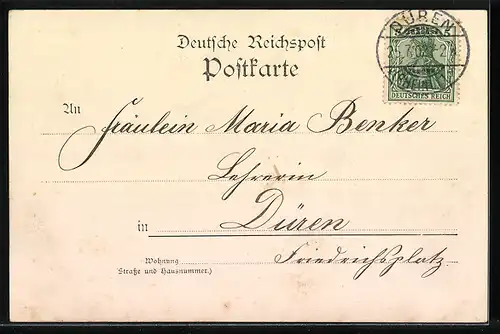 DÜREN
Deutsche Reichspost
Postkarte
DEUTSCHES REICH
An Fräulein Maria Benker
Lehrerin
in Düren
Wohnung
Straße und Hausnummer.) Friedrichsplatz